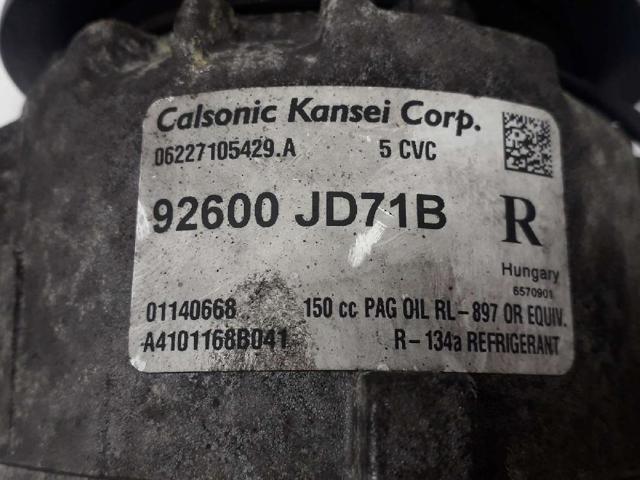 Calsonic Kansei Corp.
06227105429.A 5 CVC
92600 JD71B R
Hungary
6570901
01140668 150 cc PAG OIL RL-897 OR EQUIV.
A4101168B041 R-134a REFRIGERANT